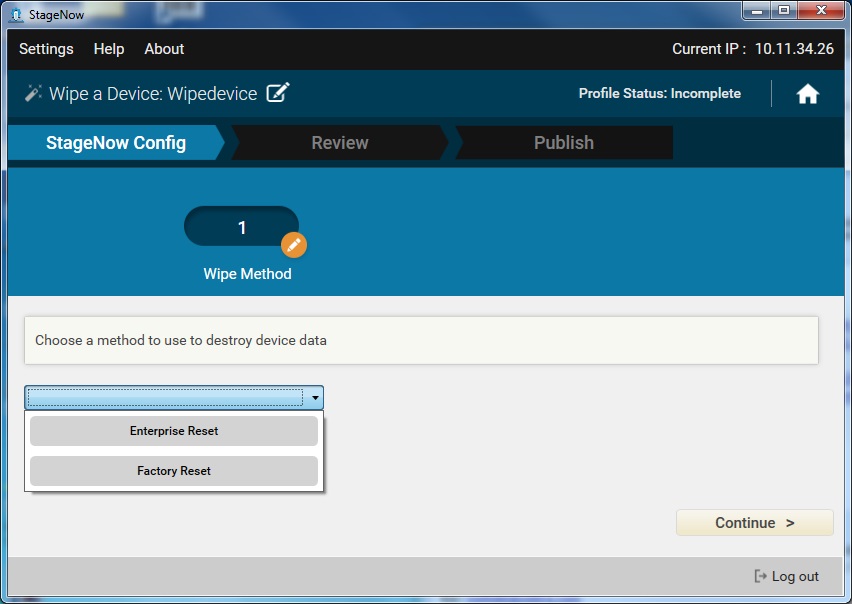 StageNow
Settings Help About Current IP : 10.11.34.26
Wipe a Device: Wipedevice Profile Status: Incomplete
StageNow Config Review Publish
1
Wipe Method
Choose a method to use to destroy device data
Enterprise Reset
Factory Reset
Continue >
Log out